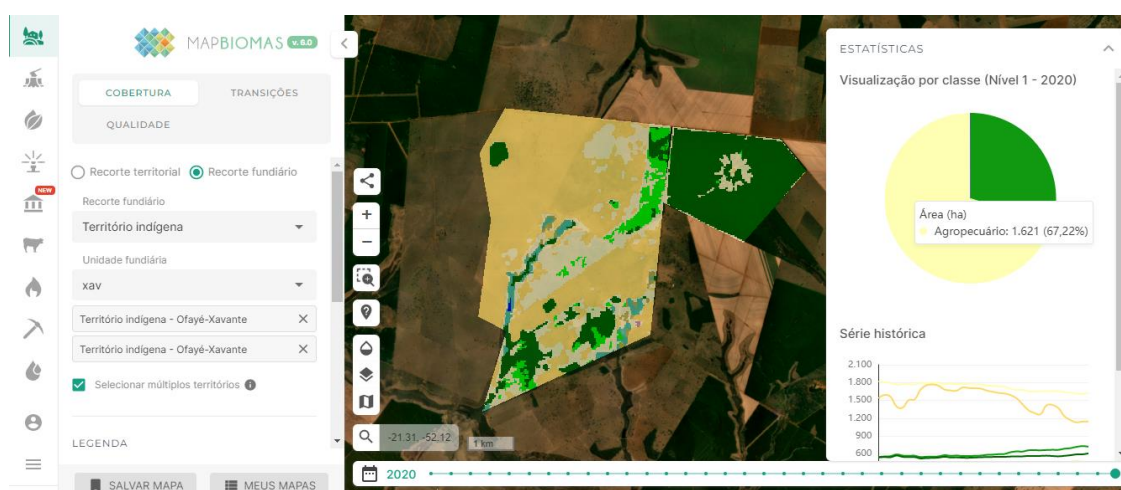 MAPBIOMAS v. 6.0
COBERTURA
TRANSIÇÕES
QUALIDADE
NEW
Recorte territorial
Recorte fundiário
Recorte fundiário
Território indígena
Unidade fundiária
xav
Território indígena - Ofayé-Xavante
Território indígena - Ofayé-Xavante
Selecionar múltiplos territórios
LEGENDA
SALVAR MAPA
MEUS MAPAS
-21.31, -52.12
1 km
2020
ESTATÍSTICAS
Visualização por classe (Nível 1 - 2020)
Área (ha)
Agropecuário: 1.621 (67,22%)
Série histórica
2.100
1.800
1.500
1.200
900
600